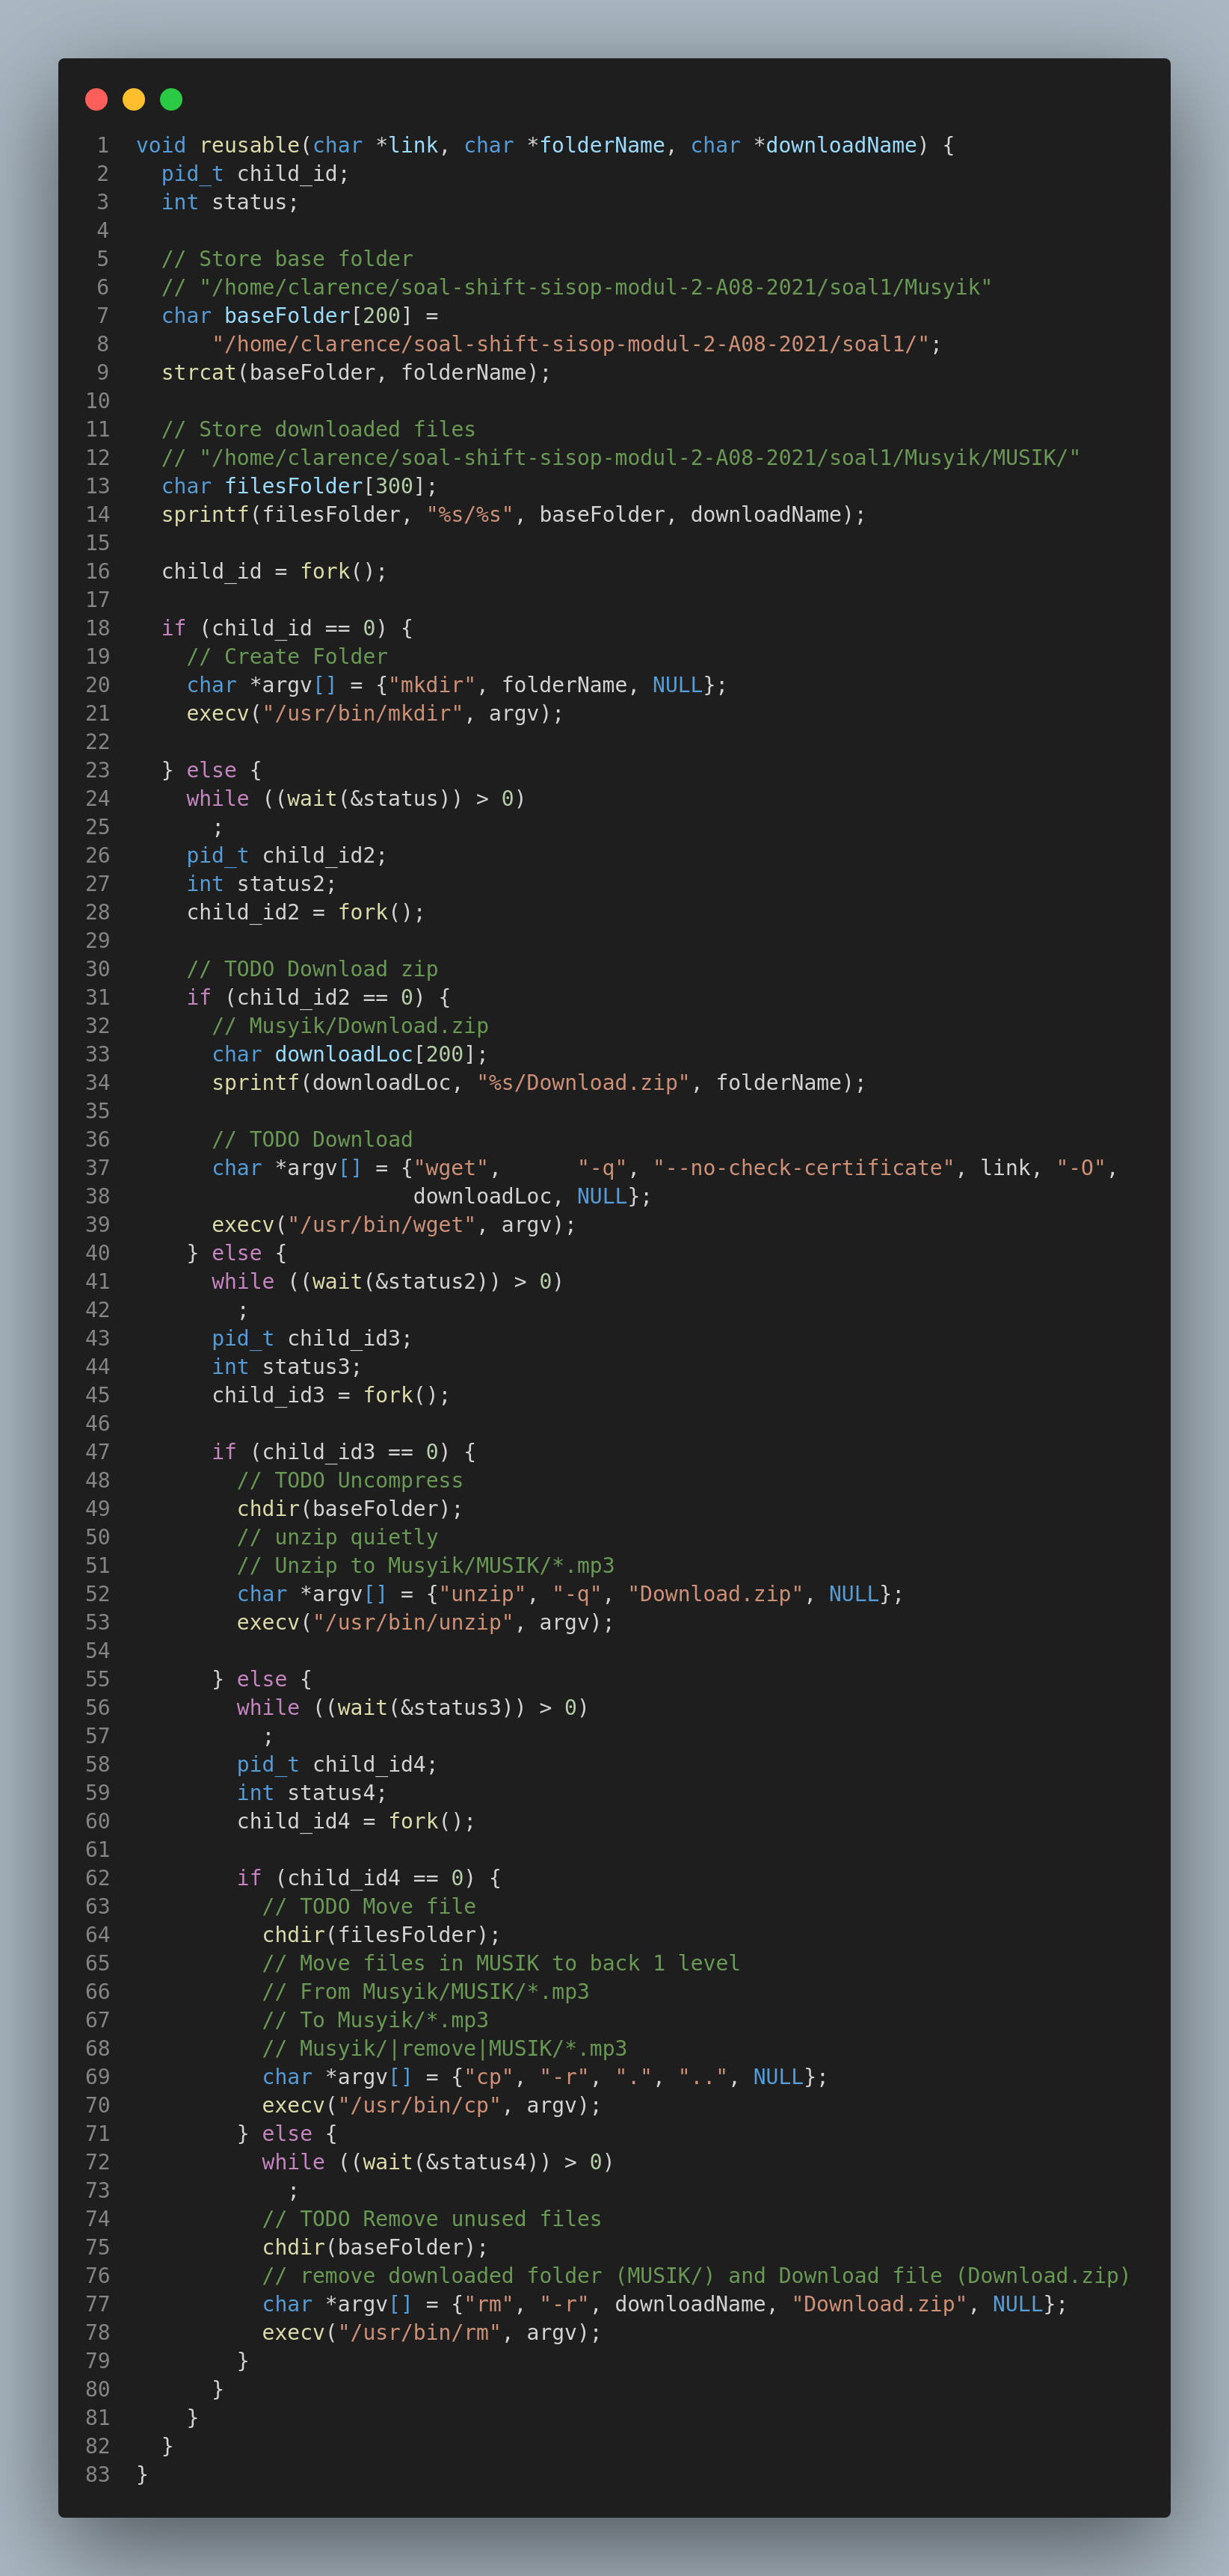 1 void reusable(char *link, char *folderName, char *downloadName) {
2   pid_t child_id;
3   int status;
4
5   // Store base folder
6   // "/home/clarence/soal-shift-sisop-modul-2-A08-2021/soal1/Musyik"
7   char baseFolder[200] =
8       "/home/clarence/soal-shift-sisop-modul-2-A08-2021/soal1/";
9   strcat(baseFolder, folderName);
10
11   // Store downloaded files
12   // "/home/clarence/soal-shift-sisop-modul-2-A08-2021/soal1/Musyik/MUSIK/"
13   char filesFolder[300];
14   sprintf(filesFolder, "%s/%s", baseFolder, downloadName);
15
16   child_id = fork();
17
18   if (child_id == 0) {
19     // Create Folder
20     char *argv[] = {"mkdir", folderName, NULL};
21     execv("/usr/bin/mkdir", argv);
22
23   } else {
24     while ((wait(&status)) > 0)
25       ;
26     pid_t child_id2;
27     int status2;
28     child_id2 = fork();
29
30     // TODO Download zip
31     if (child_id2 == 0) {
32       // Musyik/Download.zip
33       char downloadLoc[200];
34       sprintf(downloadLoc, "%s/Download.zip", folderName);
35
36       // TODO Download
37       char *argv[] = {"wget",      "-q", "--no-check-certificate", link, "-O",
38                       downloadLoc, NULL};
39       execv("/usr/bin/wget", argv);
40     } else {
41       while ((wait(&status2)) > 0)
42         ;
43       pid_t child_id3;
44       int status3;
45       child_id3 = fork();
46
47       if (child_id3 == 0) {
48         // TODO Uncompress
49         chdir(baseFolder);
50         // unzip quietly
51         // Unzip to Musyik/MUSIK/*.mp3
52         char *argv[] = {"unzip", "-q", "Download.zip", NULL};
53         execv("/usr/bin/unzip", argv);
54
55       } else {
56         while ((wait(&status3)) > 0)
57           ;
58         pid_t child_id4;
59         int status4;
60         child_id4 = fork();
61
62         if (child_id4 == 0) {
63           // TODO Move file
64           chdir(filesFolder);
65           // Move files in MUSIK to back 1 level
66           // From Musyik/MUSIK/*.mp3
67           // To Musyik/*.mp3
68           // Musyik/|remove|MUSIK/*.mp3
69           char *argv[] = {"cp", "-r", ".", "..", NULL};
70           execv("/usr/bin/cp", argv);
71         } else {
72           while ((wait(&status4)) > 0)
73             ;
74           // TODO Remove unused files
75           chdir(baseFolder);
76           // remove downloaded folder (MUSIK/) and Download file (Download.zip)
77           char *argv[] = {"rm", "-r", downloadName, "Download.zip", NULL};
78           execv("/usr/bin/rm", argv);
79         }
80       }
81     }
82   }
83 }